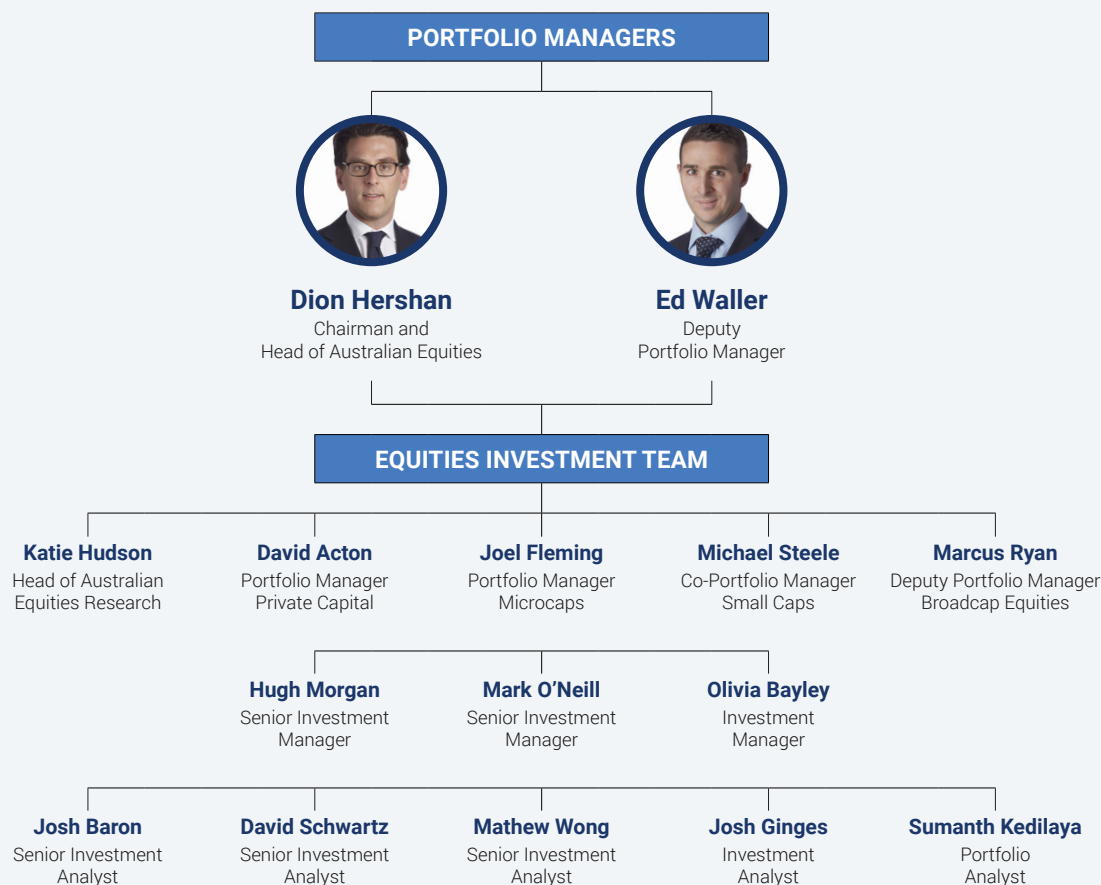 PORTFOLIO MANAGERS
Dion Hershan
Chairman and
Head of Australian Equities
Ed Waller
Deputy
Portfolio Manager
EQUITIES INVESTMENT TEAM
Katie Hudson
Head of Australian
Equities Research
David Acton
Portfolio Manager
Private Capital
Joel Fleming
Portfolio Manager
Microcaps
Michael Steele
Co-Portfolio Manager
Small Caps
Marcus Ryan
Deputy Portfolio Manager
Broadcap Equities
Hugh Morgan
Senior Investment
Manager
Mark O’Neill
Senior Investment
Manager
Olivia Bayley
Investment
Manager
Josh Baron
Senior Investment
Analyst
David Schwartz
Senior Investment
Analyst
Mathew Wong
Senior Investment
Analyst
Josh Ginges
Investment
Analyst
Sumanth Kedilaya
Portfolio
Analyst